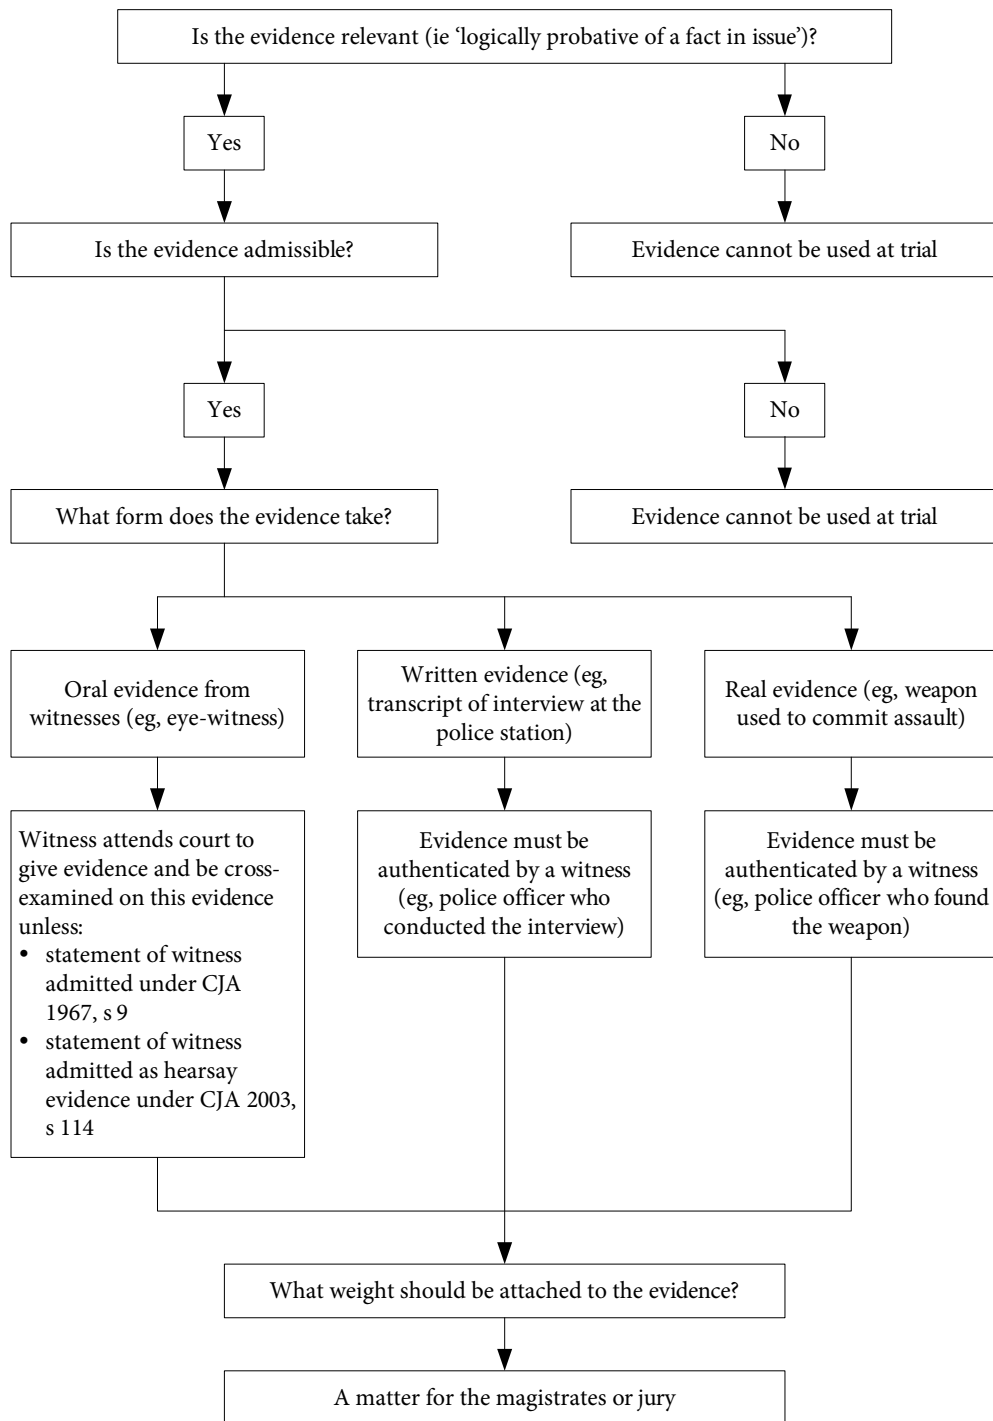 Is the evidence relevant (ie ‘logically probative of a fact in issue’)?
Yes
No
Is the evidence admissible?
Evidence cannot be used at trial
Yes
No
What form does the evidence take?
Evidence cannot be used at trial
Oral evidence from
witnesses (eg, eye-witness)
Written evidence (eg,
transcript of interview at the
police station)
Real evidence (eg, weapon
used to commit assault)
Witness attends court to
give evidence and be cross-
examined on this evidence
unless:
• statement of witness
admitted under CJA
1967, s 9
• statement of witness
admitted as hearsay
evidence under CJA 2003,
s 114
Evidence must be
authenticated by a witness
(eg, police officer who
conducted the interview)
Evidence must be
authenticated by a witness
(eg, police officer who found
the weapon)
What weight should be attached to the evidence?
A matter for the magistrates or jury